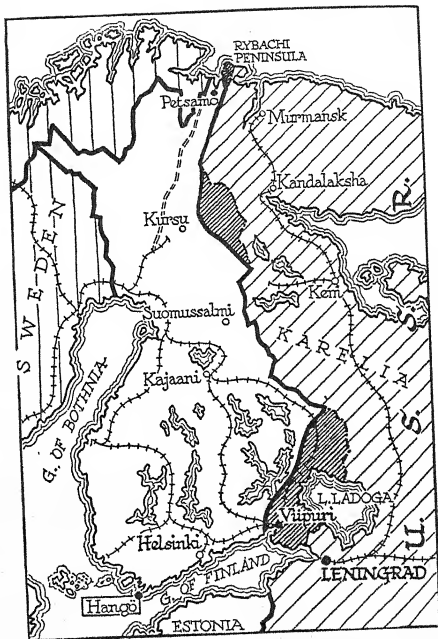 RYBACHI
PENINSULA
Petsamo
Murmansk
Kandalaksha
Kursu
SWEDEN
Suomussalmi
Kem
KARELIA
Kajaani
G. OF BOTHNIA
L. LADOGA
Viipuri
Helsinki
G. OF FINLAND
LENINGRAD
Hangö
ESTONIA
U. S. S. R.